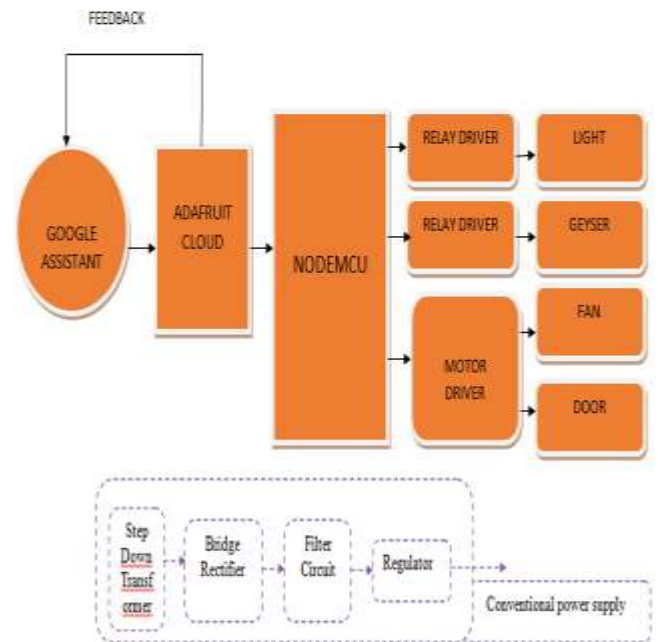 FEEDBACK
GOOGLE
ASSISTANT
ADAFRUIT
CLOUD
NODEMCU
RELAY DRIVER
LIGHT
RELAY DRIVER
GEYSER
MOTOR
DRIVER
FAN
DOOR
Step
Down
Transf
ormer
Bridge
Rectifier
Filter
Circuit
Regulator
Conventional power supply